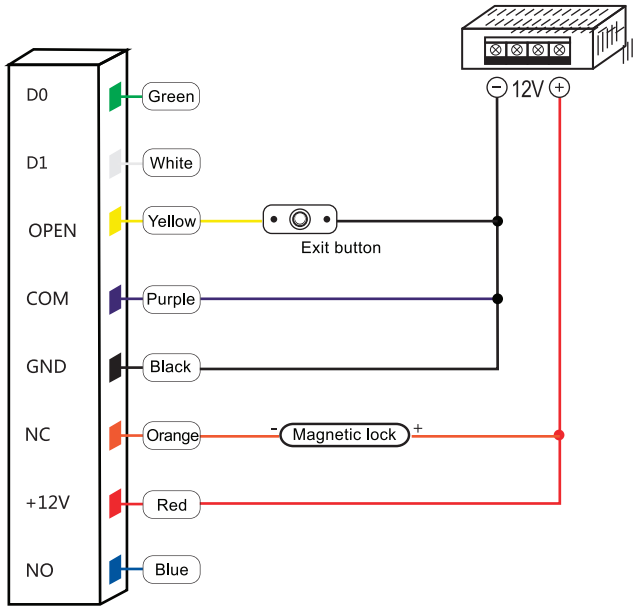 − 12V +
D0 Green
D1 White
OPEN Yellow
Exit button
COM Purple
GND Black
NC Orange - Magnetic lock +
+12V Red
NO Blue